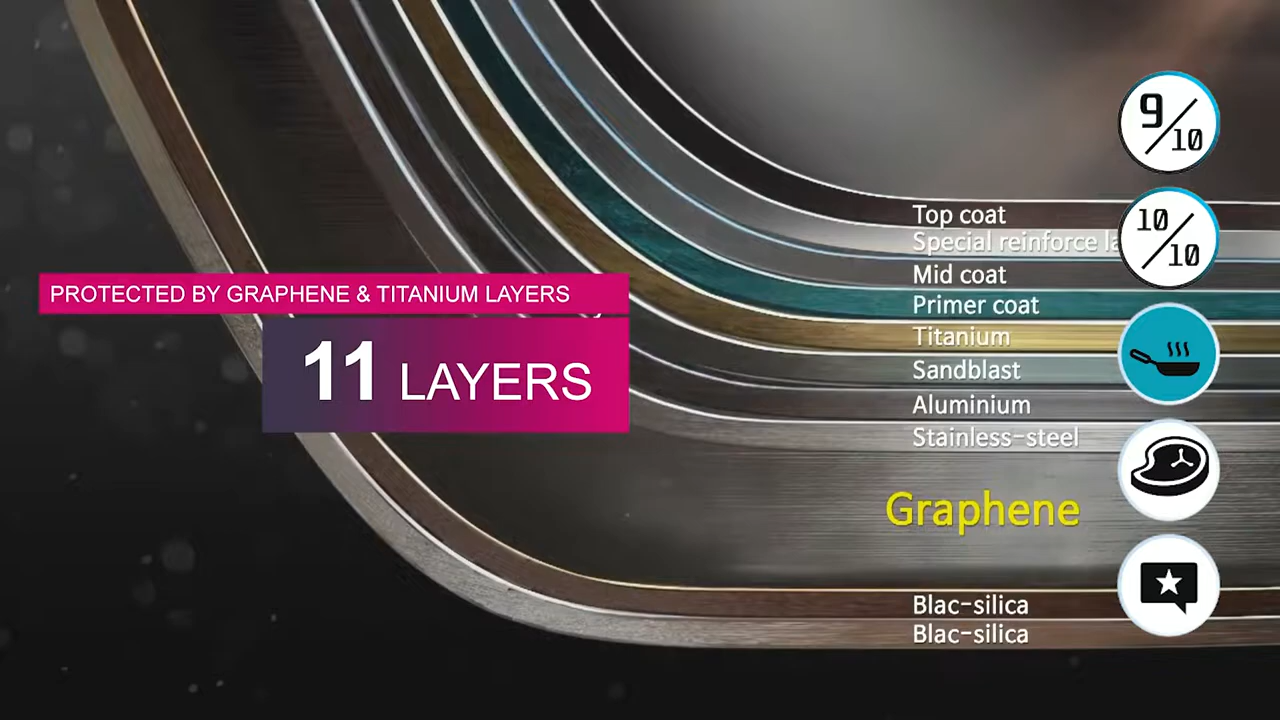 PROTECTED BY GRAPHENE & TITANIUM LAYERS
11 LAYERS
Top coat
Special reinforce
Mid coat
Primer coat
Titanium
Sandblast
Aluminium
Stainless-steel
Graphene
Blac-silica
Blac-silica
9/10
10/10